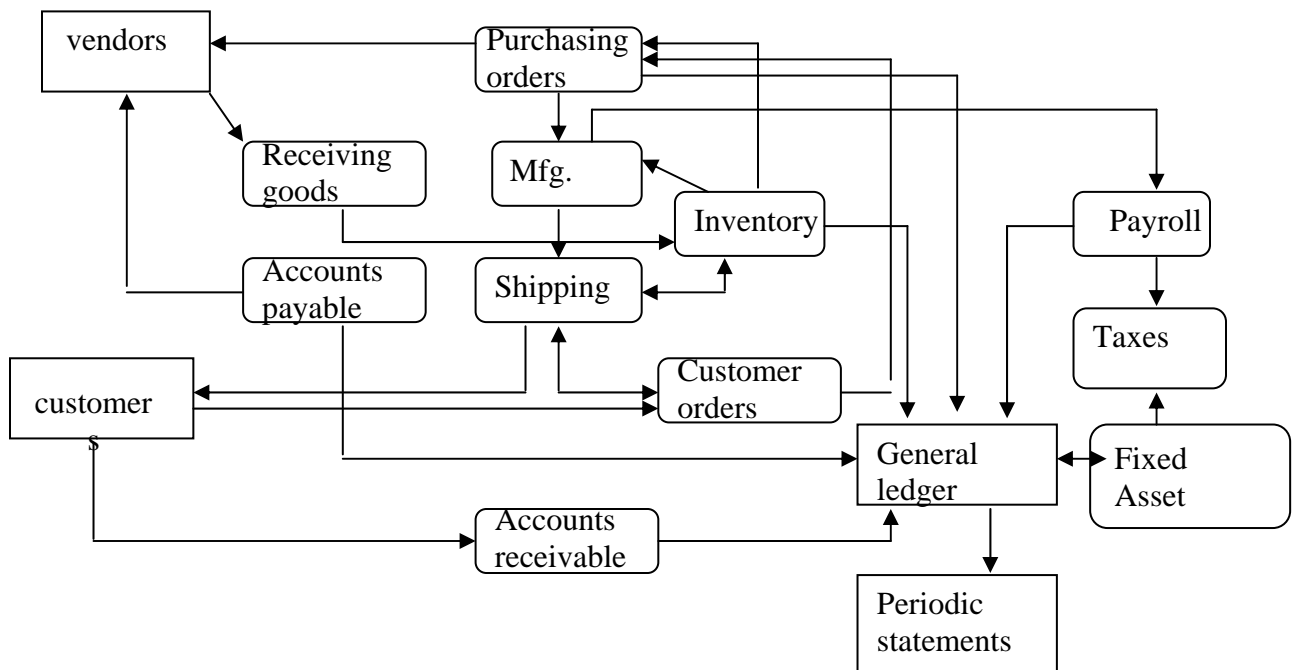 vendors
Purchasing
orders
Receiving
goods
Mfg.
Inventory
Payroll
Accounts
payable
Shipping
Taxes
customer
s
Customer
orders
General
ledger
Fixed
Asset
Accounts
receivable
Periodic
statements